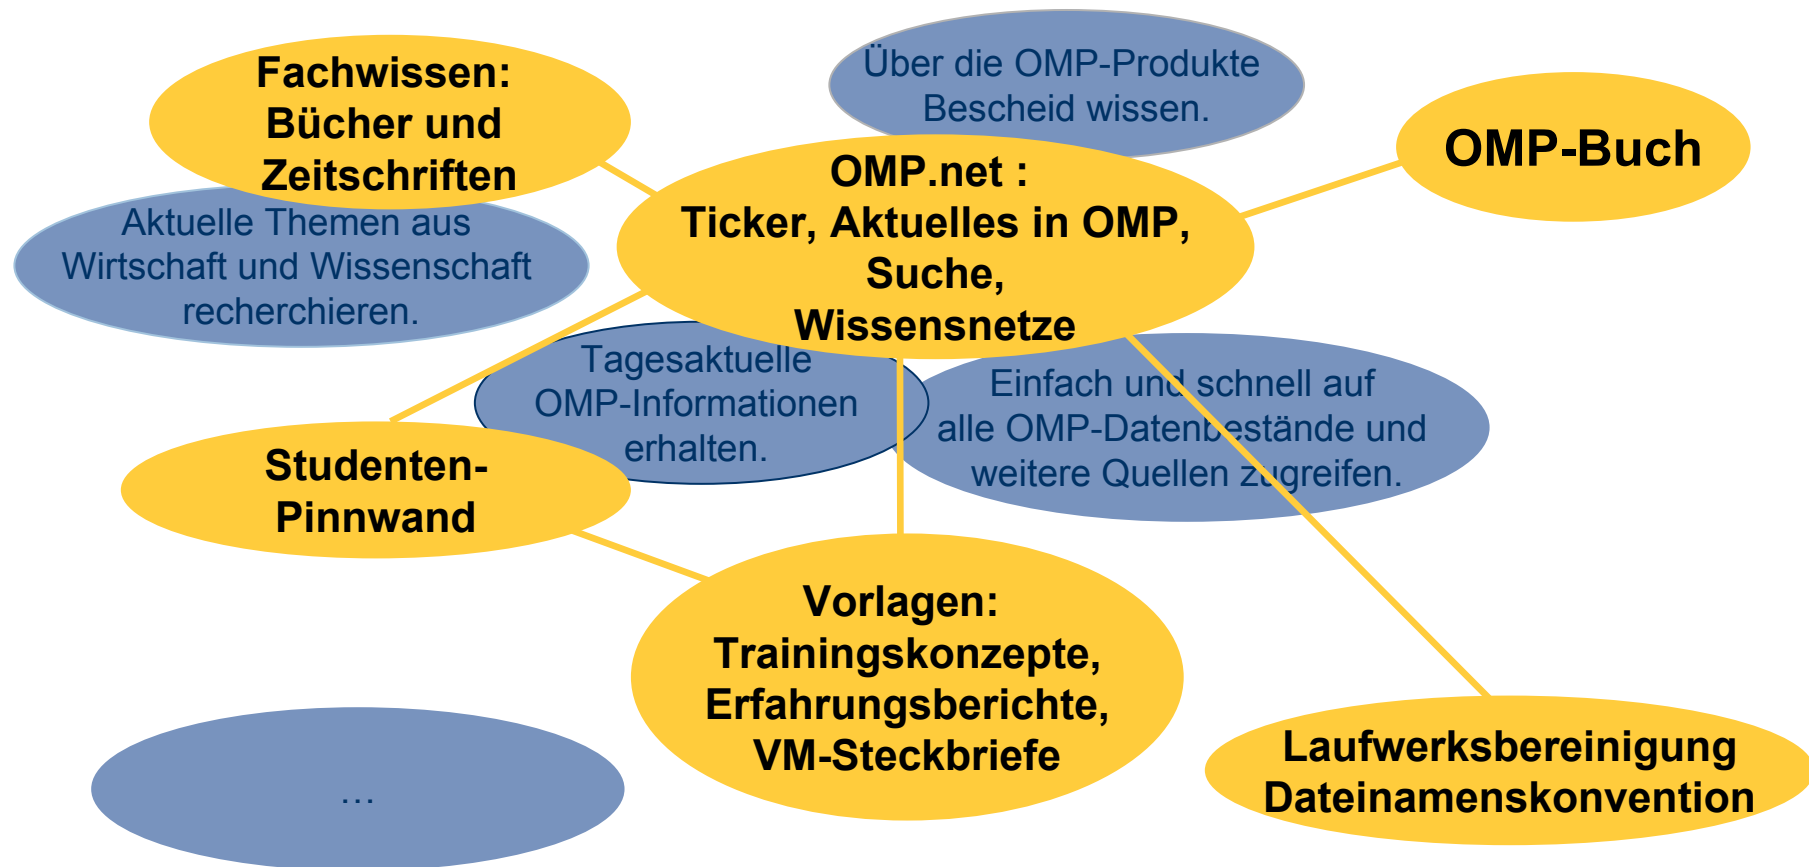 Fachwissen:
Bücher und
Zeitschriften
Über die OMP-Produkte
Bescheid wissen.
OMP-Buch
OMP.net :
Ticker, Aktuelles in OMP,
Suche,
Wissensnetze
Aktuelle Themen aus
Wirtschaft und Wissenschaft
recherchieren.
Tagesaktuelle
OMP-Informationen
erhalten.
Einfach und schnell auf
alle OMP-Datenbestände und
weitere Quellen zugreifen.
Studenten-
Pinnwand
Vorlagen:
Trainingskonzepte,
Erfahrungsberichte,
VM-Steckbriefe
Laufwerksbereinigung
Dateinamenskonvention
…